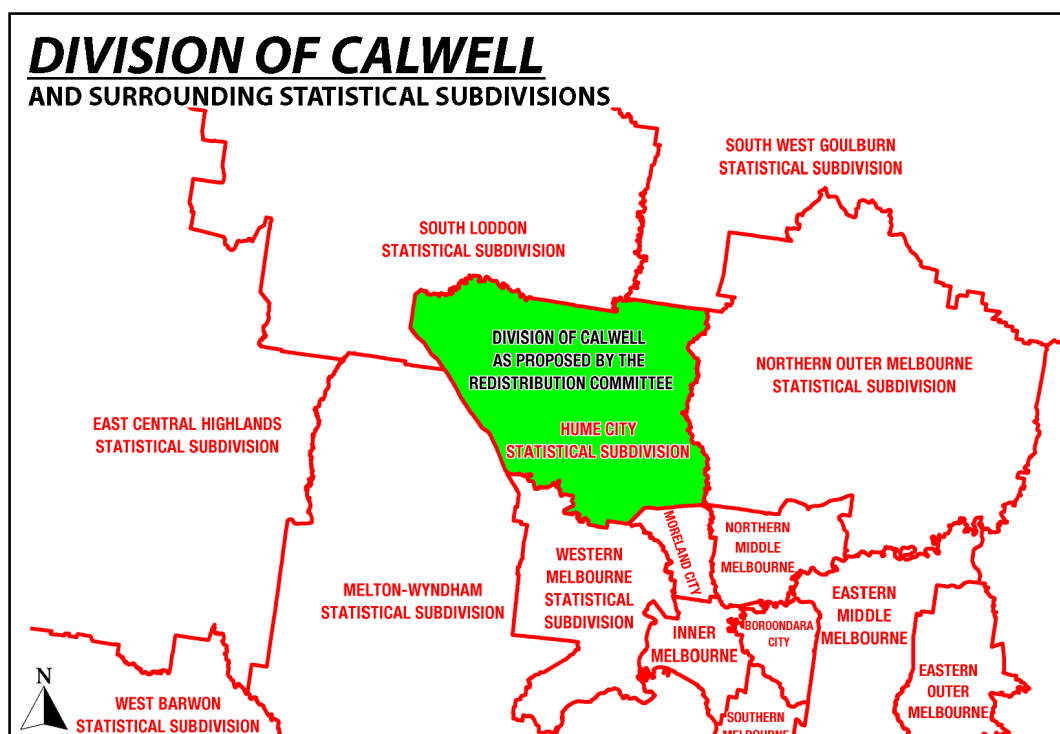 DIVISION OF CALWELL
AND SURROUNDING STATISTICAL SUBDIVISIONS
SOUTH WEST GOULBURN
STATISTICAL SUBDIVISION
SOUTH LODDON
STATISTICAL SUBDIVISION
DIVISION OF CALWELL
AS PROPOSED BY THE
REDISTRIBUTION COMMITTEE
NORTHERN OUTER MELBOURNE
STATISTICAL SUBDIVISION
EAST CENTRAL HIGHLANDS
STATISTICAL SUBDIVISION
HUME CITY
STATISTICAL SUBDIVISION
MORELAND CITY
NORTHERN
MIDDLE
MELBOURNE
WESTERN
MELBOURNE
STATISTICAL
SUBDIVISION
MELTON-WYNDHAM
STATISTICAL SUBDIVISION
EASTERN
MIDDLE
MELBOURNE
INNER
MELBOURNE
BOROONDARA
CITY
EASTERN
OUTER
MELBOURNE
N
WEST BARWON
STATISTICAL SUBDIVISION
SOUTHERN
MELBOURNE